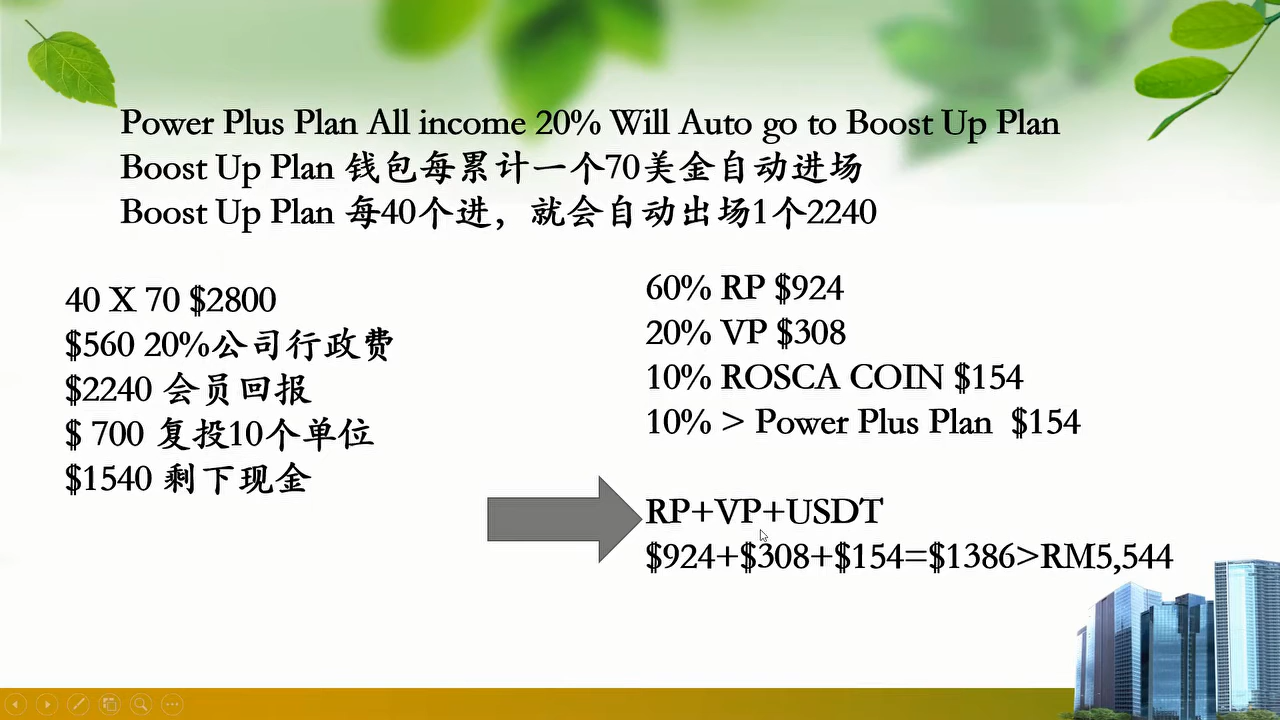 Power Plus Plan All income 20% Will Auto go to Boost Up Plan
Boost Up Plan 钱包每累计一个70美金自动进场
Boost Up Plan 每40个进，就会自动出场1个2240
40 X 70 $2800
$560 20%公司行政费
$2240 会员回报
$ 700 复投10个单位
$1540 剩下现金
60% RP $924
20% VP $308
10% ROSCA COIN $154
10% > Power Plus Plan $154
RP+VP+USDT
$924+$308+$154=$1386>RM5,544